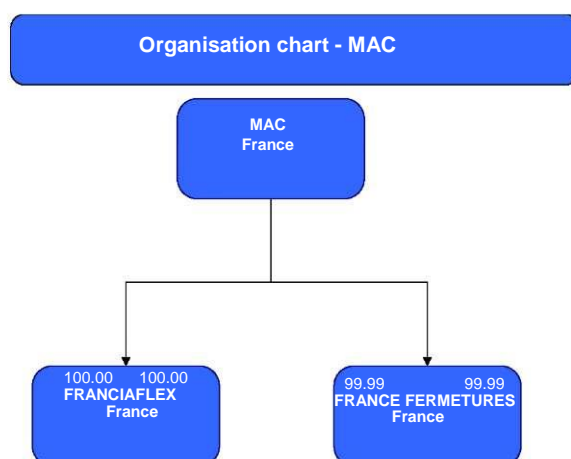 Organisation chart - MAC
MAC
France
100.00 100.00
FRANCIAFLEX
France
99.99 99.99
FRANCE FERMETURES
France